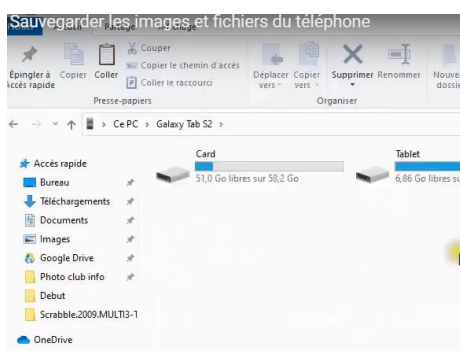 Sauvegarder les images et fichiers du téléphone
Couper
Copier le chemin d'accès
Coller le raccourci
Épingler à
Accès rapide
Copier
Coller
Presse-papiers
Déplacer vers
Copier vers
Supprimer
Renommer
Organiser
Ce PC > Galaxy Tab S2 >
Accès rapide
Bureau
Téléchargements
Documents
Images
Google Drive
Photo club info
Debut
Scrabble.2009.MULTI3-1
OneDrive
Card
51,0 Go libres sur 58,2 Go
Tablet
6,86 Go libres